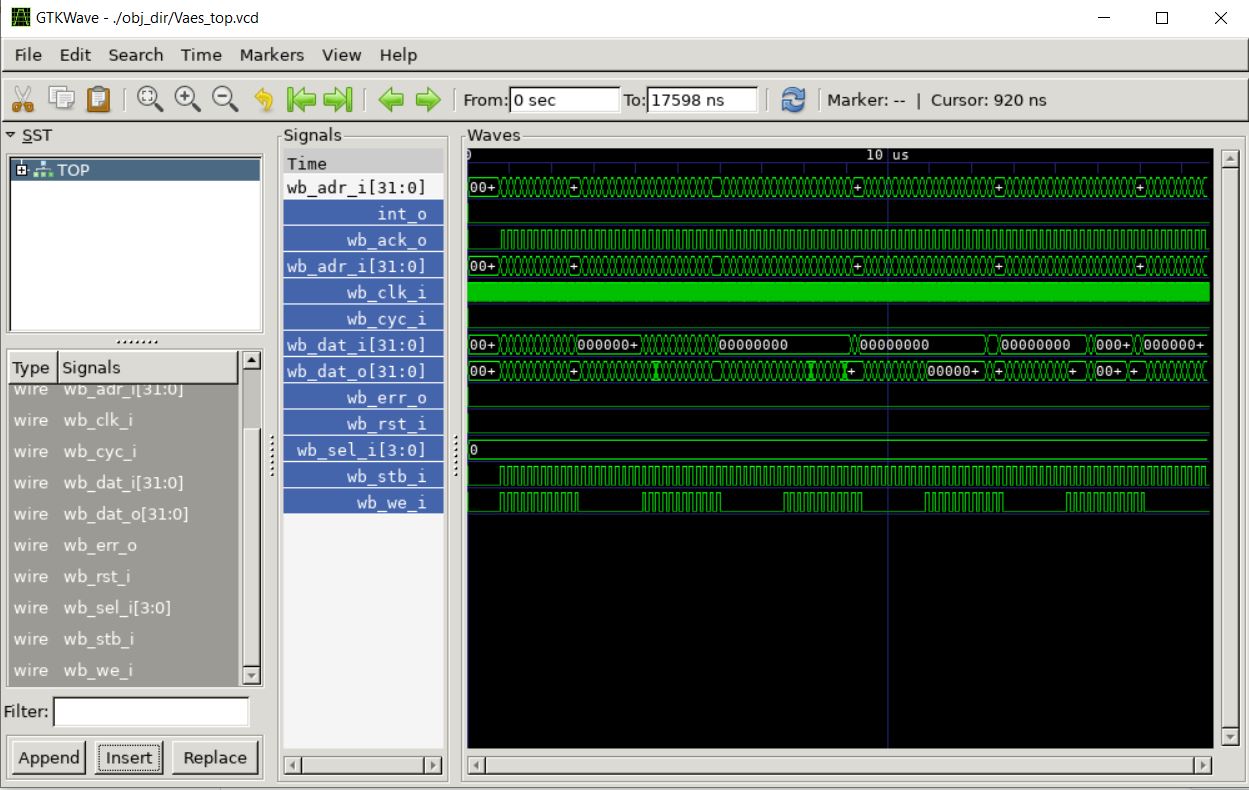 GTKWave - ./obj_dir/Vaes_top.vcd
File Edit Search Time Markers View Help
From: 0 sec To: 17598 ns Marker: -- | Cursor: 920 ns
SST
TOP
Type Signals
wire wb_adr_i[31:0]
wire wb_clk_i
wire wb_cyc_i
wire wb_dat_i[31:0]
wire wb_dat_o[31:0]
wire wb_err_o
wire wb_rst_i
wire wb_sel_i[3:0]
wire wb_stb_i
wire wb_we_i
Filter:
Append Insert Replace
Signals
Time
wb_adr_i[31:0]
int_o
wb_ack_o
wb_adr_i[31:0]
wb_clk_i
wb_cyc_i
wb_dat_i[31:0]
wb_dat_o[31:0]
wb_err_o
wb_rst_i
wb_sel_i[3:0]
wb_stb_i
wb_we_i
Waves
0 10 us
00+ + + + +
00+ + + + +
00+ 000000+ 00000000 00000000 00000000 000+ 000000+
00+ + + 00000+ + + 00+ +
0